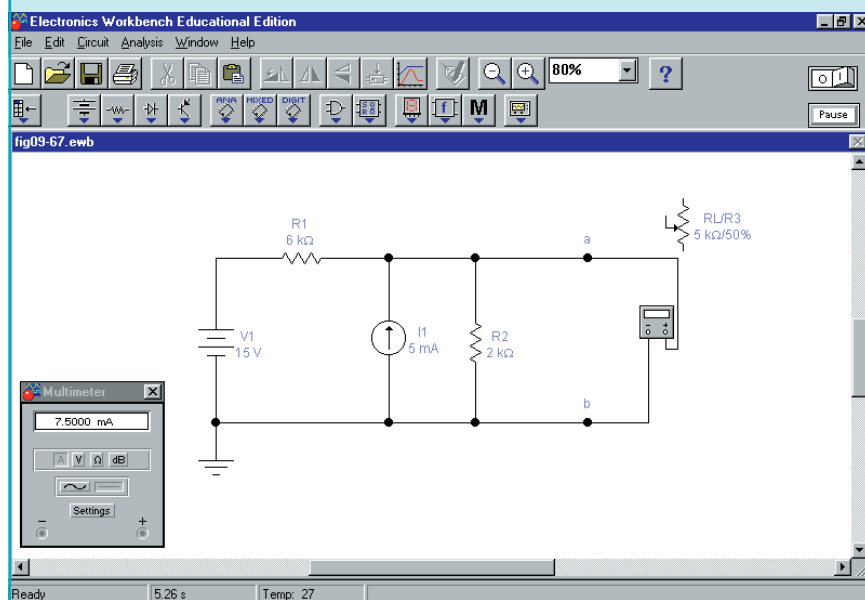 Electronics Workbench Educational Edition
File Edit Circuit Analysis Window Help
80% ?
O I
ANA MIXED DIGIT f M
Pause
fig09-67.ewb
R1
6 kΩ
a
RL/R3
5 kΩ/50%
V1
15 V
I1
5 mA
R2
2 kΩ
b
Multimeter
7.5000 mA
A V Ω dB
Settings
− +
Ready 5.26 s Temp: 27